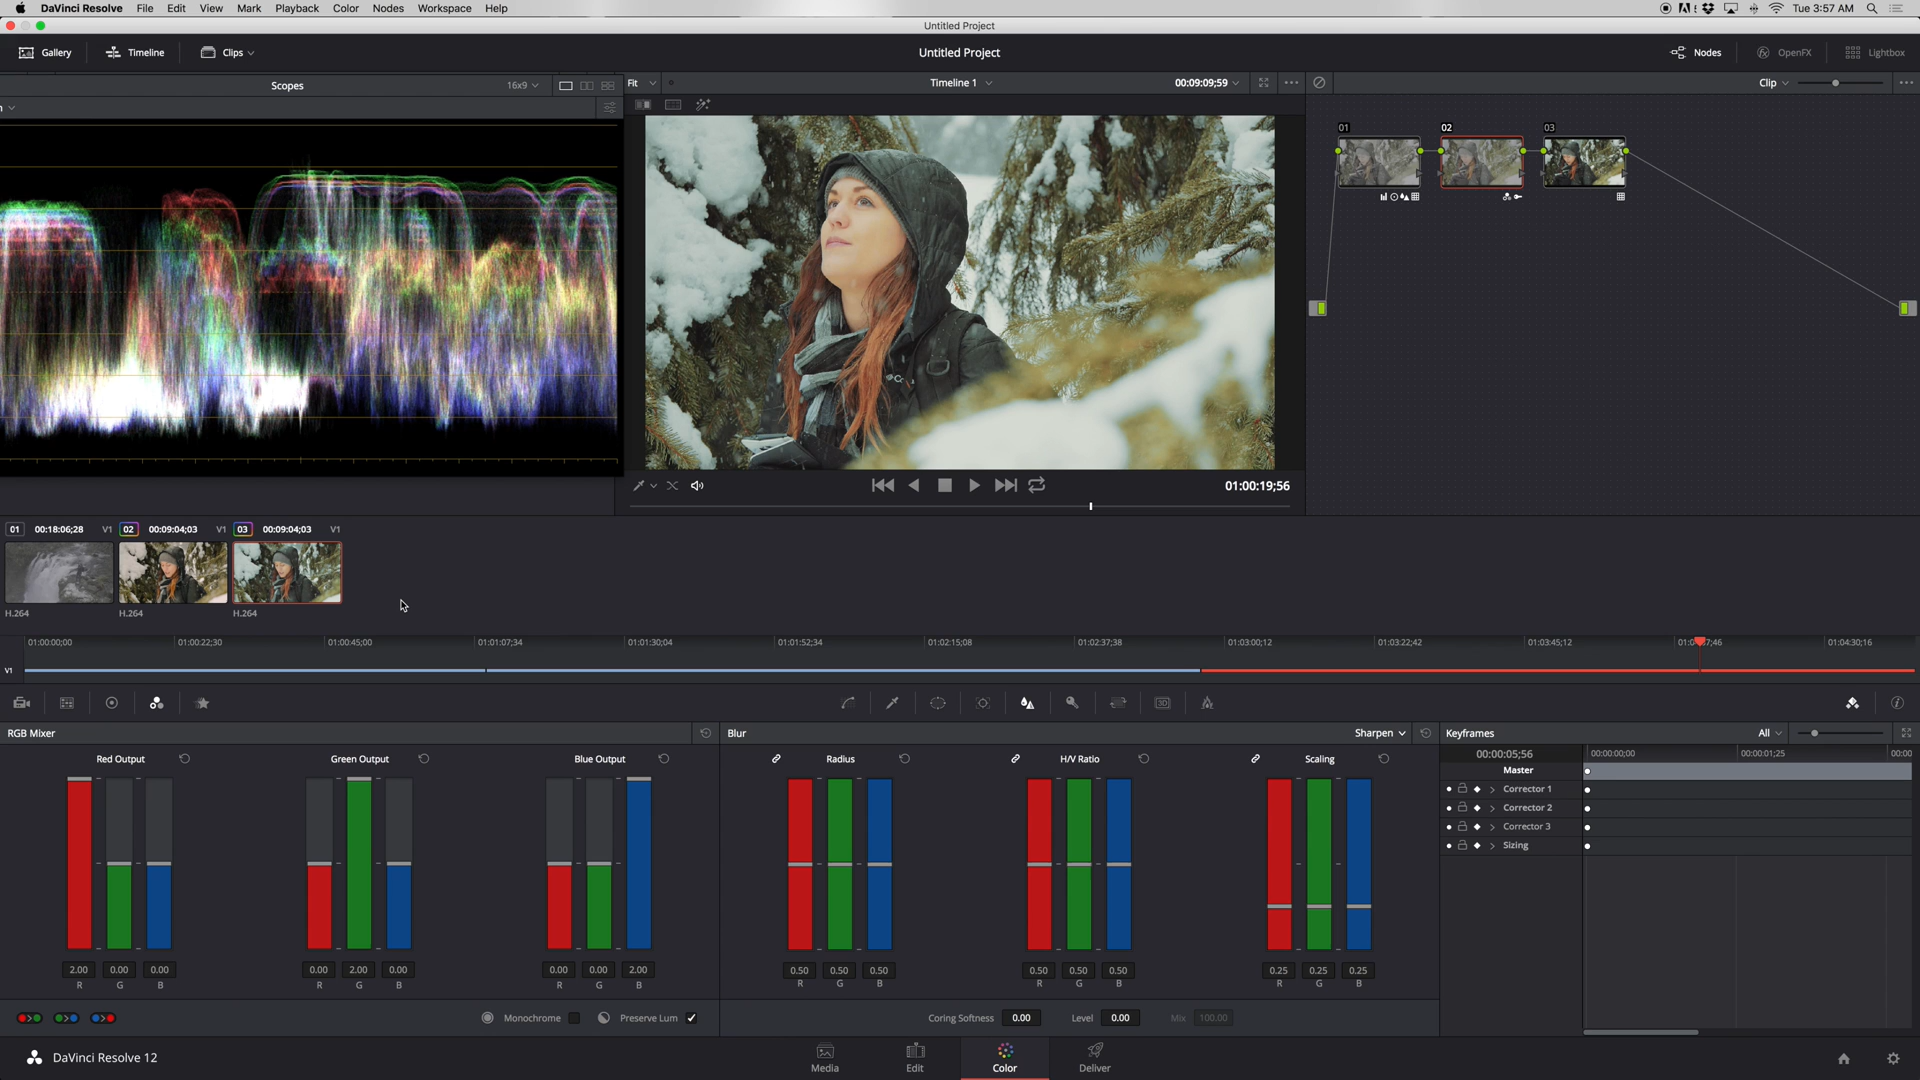 DaVinci Resolve File Edit View Mark Playback Color Nodes Workspace Help Tue 3:57 AM
Untitled Project
Gallery Timeline Clips Untitled Project Nodes OpenFX Lightbox
Scopes 16x9 Fit Timeline 1 00:09:09;59 Clip
01 02 03
01:00:19;56
01 00:18:06;28 V1 02 00:09:04;03 V1 03 00:09:04;03 V1
H.264 H.264 H.264
01:00:00;00 01:00:22;30 01:00:45;00 01:01:07;34 01:01:30;04 01:01:52;34 01:02:15;08 01:02:37;38 01:03:00;12 01:03:22;42 01:03:45;12 01:04:30;16
V1
RGB Mixer Blur Sharpen Keyframes All
Red Output Green Output Blue Output Radius H/V Ratio Scaling 00:00:05;56 00:00:00;00 00:00:01;25 00:00
Master
Corrector 1
Corrector 2
Corrector 3
Sizing
2.00 0.00 0.00 0.00 2.00 0.00 0.00 0.00 2.00 0.50 0.50 0.50 0.50 0.50 0.50 0.25 0.25 0.25
R G B R G B R G B R G B R G B R G B
Monochrome Preserve Lum Coring Softness 0.00 Level 0.00 Mix 100.00
DaVinci Resolve 12 Media Edit Color Deliver